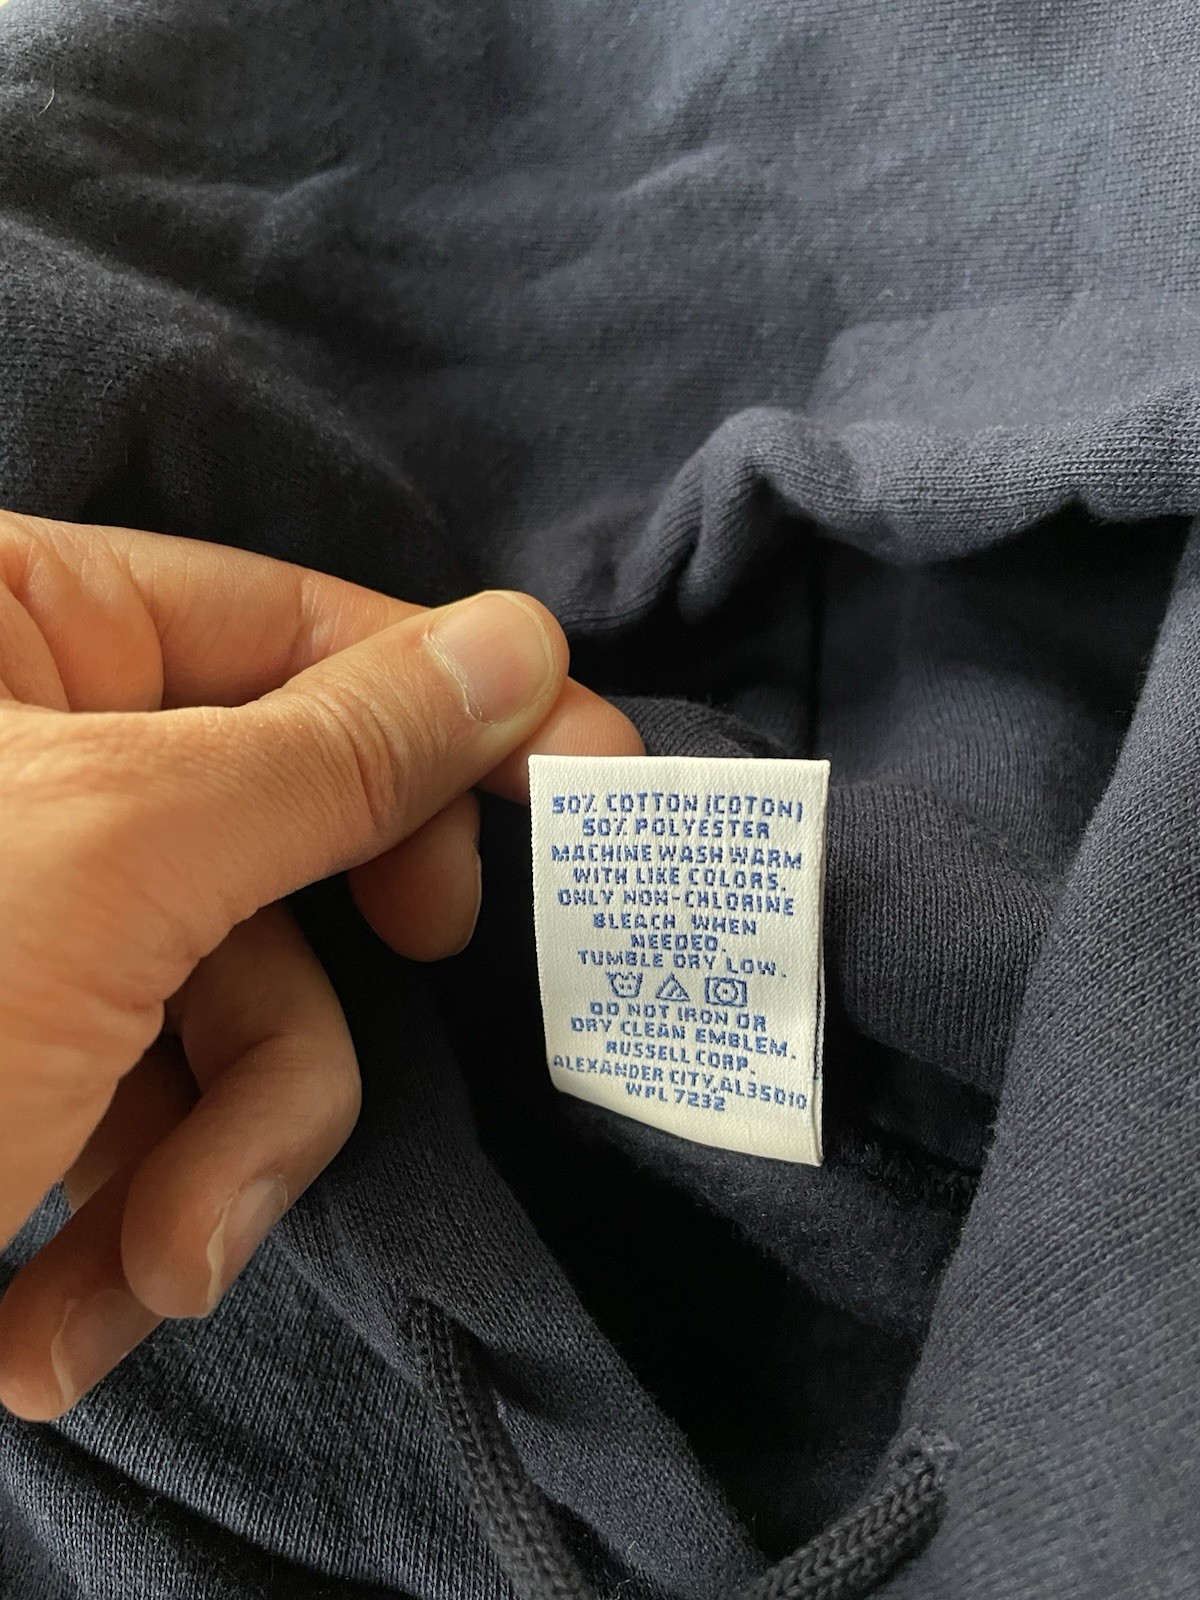 50% COTTON (COTON)
50% POLYESTER
MACHINE WASH WARM
WITH LIKE COLORS.
ONLY NON-CHLORINE
BLEACH WHEN
NEEDED.
TUMBLE DRY LOW.
DO NOT IRON OR
DRY CLEAN EMBLEM.
RUSSELL CORP.
ALEXANDER CITY,AL35010
WPL 7232